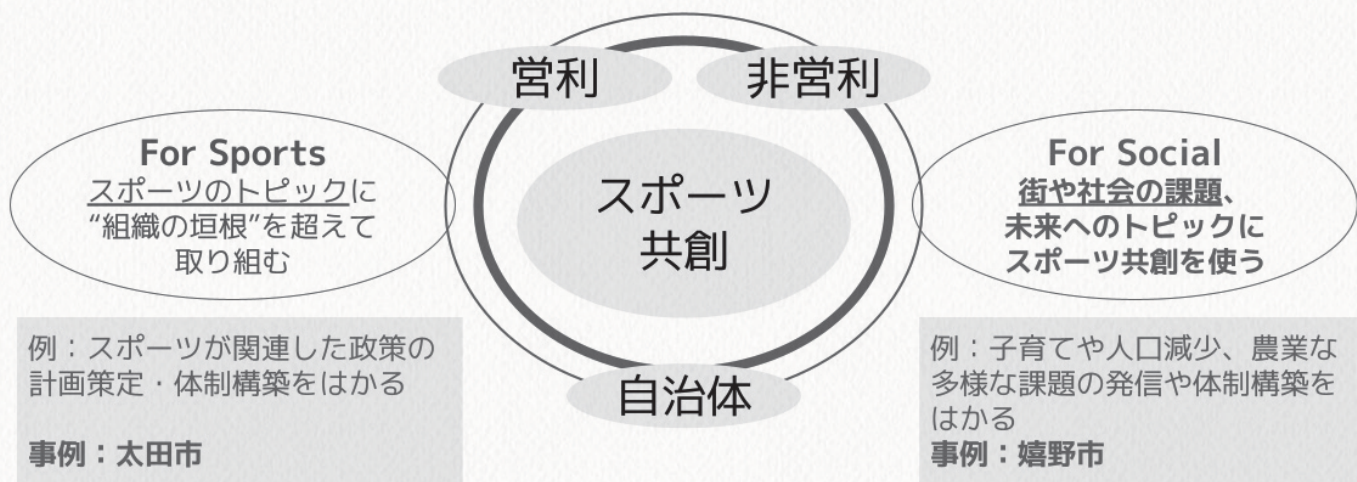 営利
非営利
スポーツ
共創
自治体
For Sports
スポーツのトピックに
“組織の垣根”を超えて
取り組む
例：スポーツが関連した政策の
計画策定・体制構築をはかる
事例：太田市
For Social
街や社会の課題、
未来へのトピックに
スポーツ共創を使う
例：子育てや人口減少、農業な
多様な課題の発信や体制構築を
はかる
事例：嬉野市